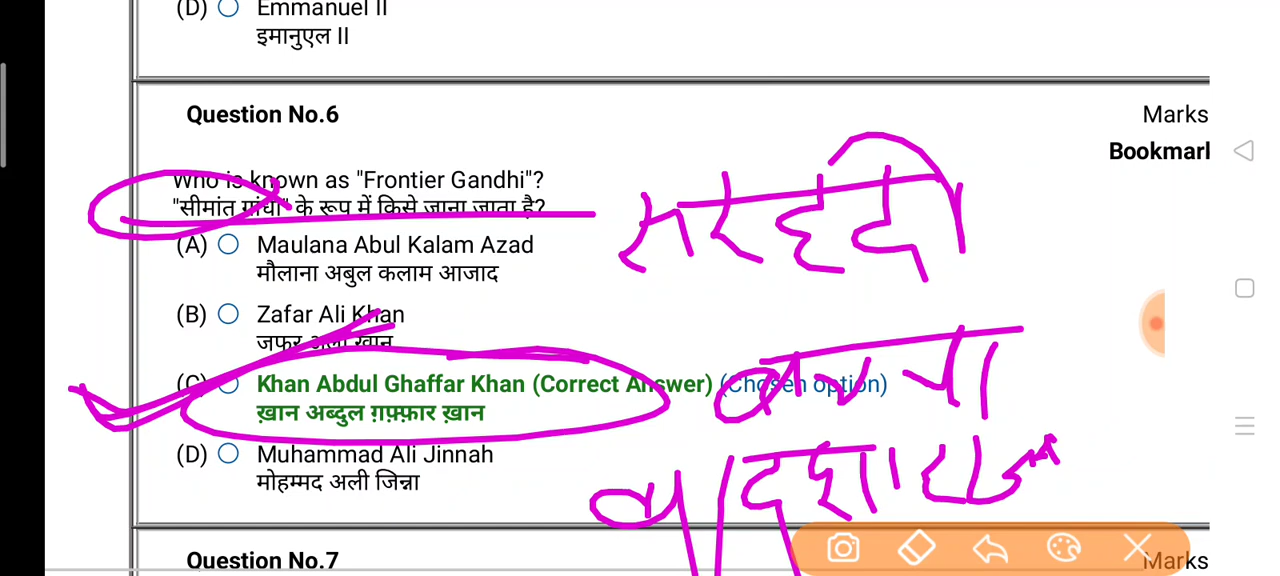 (D) Emmanuel II
इमानुएल II
Question No.6 Marks
Bookmarl
Who is known as "Frontier Gandhi"?
"सीमांत गांधी" के रूप में किसे जाना जाता है?
(A) Maulana Abul Kalam Azad
मौलाना अबुल कलाम आजाद
(B) Zafar Ali Khan
जफर अली खान
(C) Khan Abdul Ghaffar Khan (Correct Answer) (Chosen option)
ख़ान अब्दुल ग़फ़्फ़ार ख़ान
(D) Muhammad Ali Jinnah
मोहम्मद अली जिन्ना
Question No.7 Marks